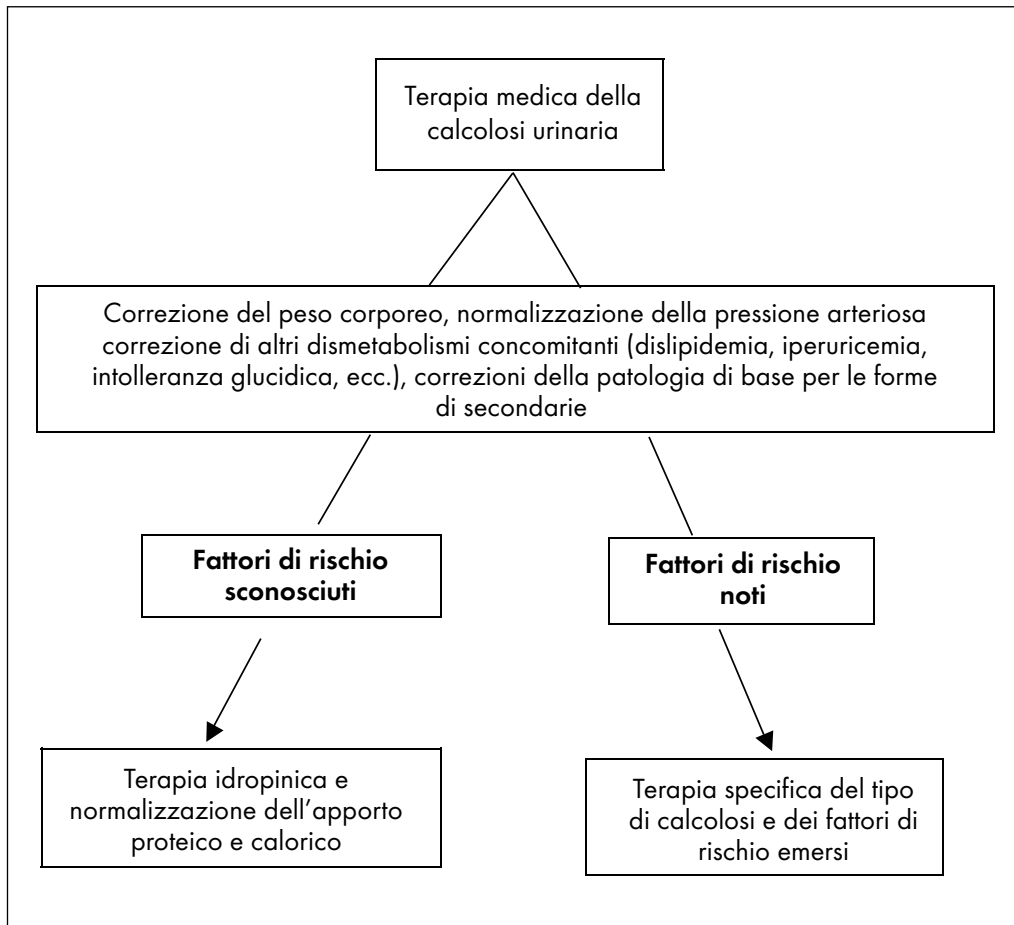 Terapia medica della
calcolosi urinaria
Correzione del peso corporeo, normalizzazione della pressione arteriosa
correzione di altri dismetabolismi concomitanti (dislipidemia, iperuricemia,
intolleranza glucidica, ecc.), correzioni della patologia di base per le forme
di secondarie
Fattori di rischio
sconosciuti
Fattori di rischio
noti
Terapia idropinica e
normalizzazione dell'apporto
proteico e calorico
Terapia specifica del tipo
di calcolosi e dei fattori di
rischio emersi